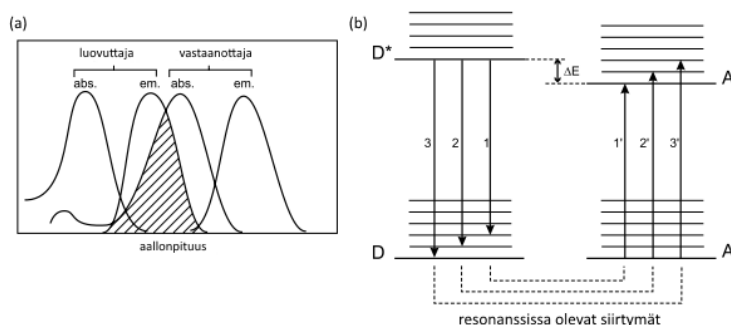 (a)
luovuttaja vastaanottaja
abs. em. abs. em.
aallonpituus
(b)
D*
ΔE
A
3 2 1 1' 2' 3'
D A
resonanssissa olevat siirtymät